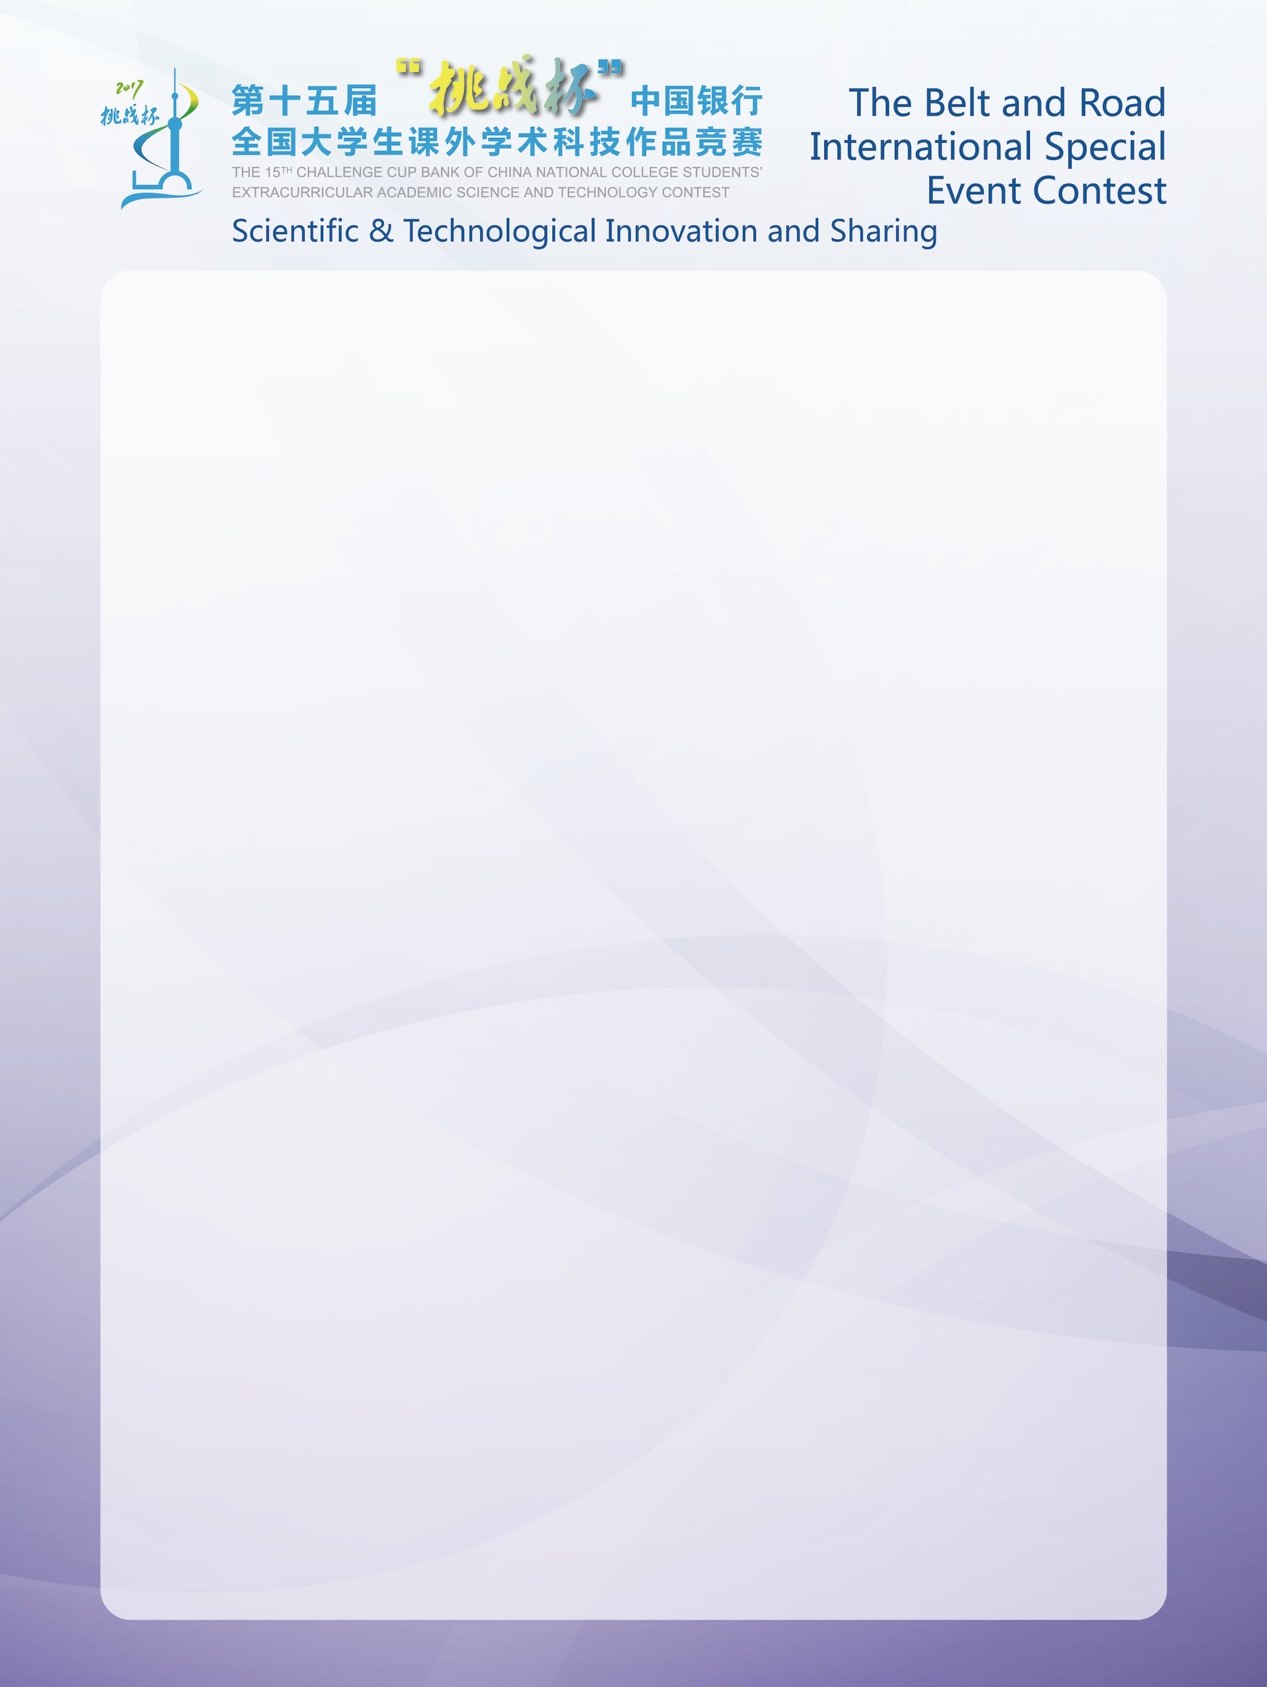 2017
挑战杯
第十五届“挑战杯”中国银行
全国大学生课外学术科技作品竞赛
THE 15TH CHALLENGE CUP BANK OF CHINA NATIONAL COLLEGE STUDENTS'
EXTRACURRICULAR ACADEMIC SCIENCE AND TECHNOLOGY CONTEST
Scientific & Technological Innovation and Sharing
The Belt and Road
International Special
Event Contest